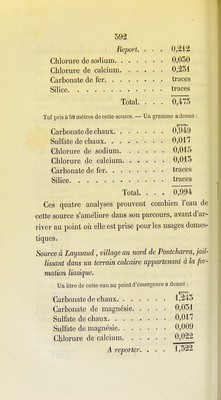 592
Report. . . . 0,212
Chlorure de sodium. . . . . . . 0,050
Chlorure de calcium. . . . . . . 0,231
Carbonate de fer. . . . . . . . traces
Silice. . . . . . . . . . . . . traces
Total. . . . 0,473
Tuf pris à 50 mètres de cette source. — Un gramme a donné :
Carbonate de chaux. . . . . . . 0,949
Sulfate de chaux. . . . . . . . 0,017
Chlorure de sodium. . . . . . . 0,015
Chlorure de calcium. . . . . . . 0,013
Carbonate de fer. . . . . . . . traces
Silice. . . . . . . . . . . . . traces
Total. . . . 0,994
Ces quatre analyses prouvent combien l'eau de
cette source s'améliore dans son parcours, avant d'ar-
river au point où elle est prise pour les usages domes-
tiques.
Source à Layssaud, village au nord de Pontcharra, jail-
lissant dans un terrain calcaire appartenant à la for-
mation liasique.
Un litre de cette eau au point d'émergence a donné :
Carbonate de chaux. . . . . . . 1,243
Carbonate de magnésie. . . . . . 0,031
Sulfate de chaux. . . . . . . . 0,017
Sulfate de magnésie. . . . . . . 0,009
Chlorure de calcium. . . . . . . 0,022
A reporter. . . . 1,322